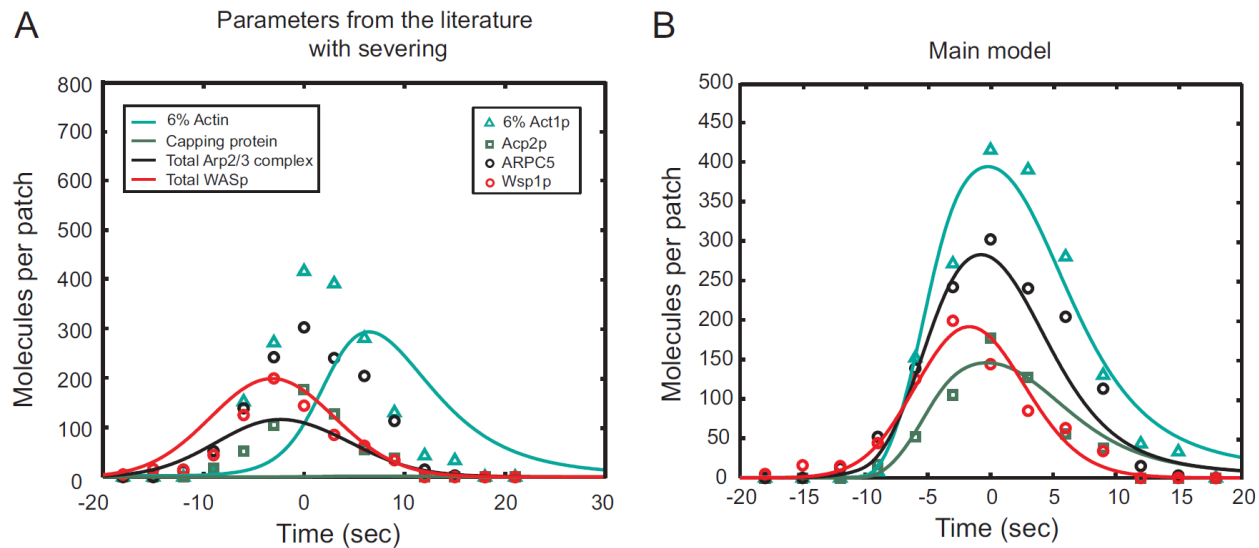 A
Parameters from the literature
with severing
Molecules per patch
800
700
600
500
400
300
200
100
0
6% Actin
Capping protein
Total Arp2/3 complex
Total WASp
6% Act1p
Acp2p
ARPC5
Wsp1p
-20 -10 0 10 20 30
Time (sec)
B
Main model
Molecules per patch
500
450
400
350
300
250
200
150
100
50
0
-20 -15 -10 -5 0 5 10 15 20
Time (sec)